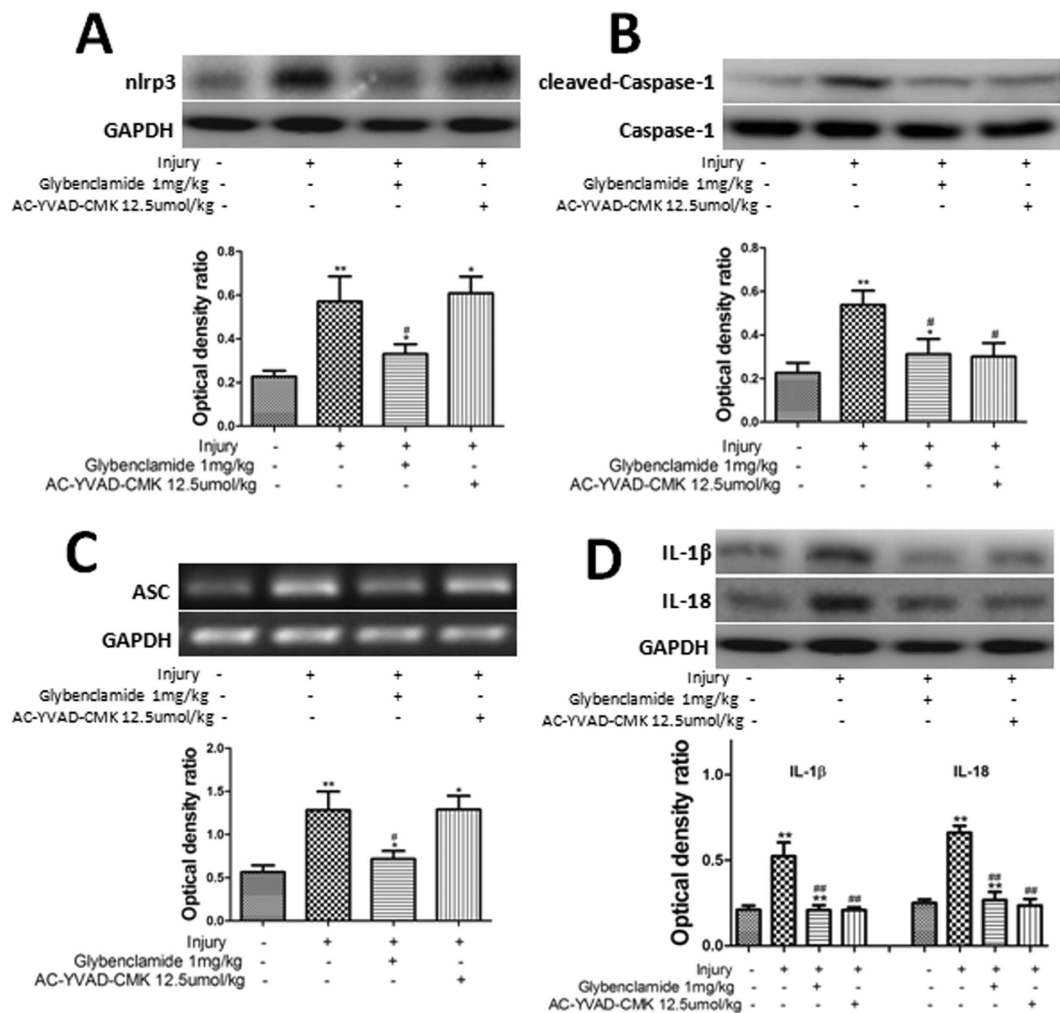 A
nlrp3
GAPDH
Injury - + + +
Glybenclamide 1mg/kg - - + -
AC-YVAD-CMK 12.5umol/kg - - - +
Optical density ratio
0.8
0.6
0.4
0.2
0.0
** # * *
Injury - + + +
Glybenclamide 1mg/kg - - + -
AC-YVAD-CMK 12.5umol/kg - - - +
B
cleaved-Caspase-1
Caspase-1
Injury - + + +
Glybenclamide 1mg/kg - - + -
AC-YVAD-CMK 12.5umol/kg - - - +
Optical density ratio
0.8
0.6
0.4
0.2
0.0
** # * #
Injury - + + +
Glybenclamide 1mg/kg - - + -
AC-YVAD-CMK 12.5umol/kg - - - +
C
ASC
GAPDH
Injury - + + +
Glybenclamide 1mg/kg - - + -
AC-YVAD-CMK 12.5umol/kg - - - +
Optical density ratio
2.0
1.5
1.0
0.5
0.0
** # * *
Injury - + + +
Glybenclamide 1mg/kg - - + -
AC-YVAD-CMK 12.5umol/kg - - - +
D
IL-1β
IL-18
GAPDH
Injury - + + +
Glybenclamide 1mg/kg - - + -
AC-YVAD-CMK 12.5umol/kg - - - +
Optical density ratio
1.0
0.5
0.0
IL-1β IL-18
** ## ** ## ** ## ** ##
Injury - + + + - + + +
Glybenclamide 1mg/kg - - + - - - + -
AC-YVAD-CMK 12.5umol/kg - - - + - - - +